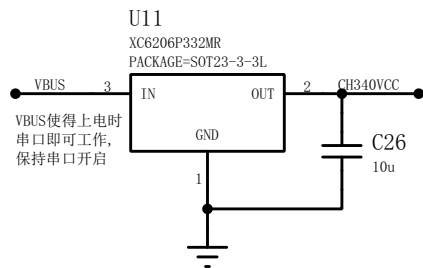 U11
XC6206P332MR
PACKAGE=SOT23-3-3L
VBUS
3
IN
OUT
2
CH340VCC
GND
VBUS使得上电时
串口即可工作,
保持串口开启
1
C26
10u